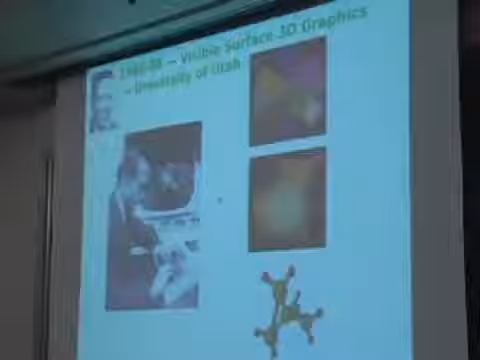 — Visible Surface 3D Graphics
– University of Utah